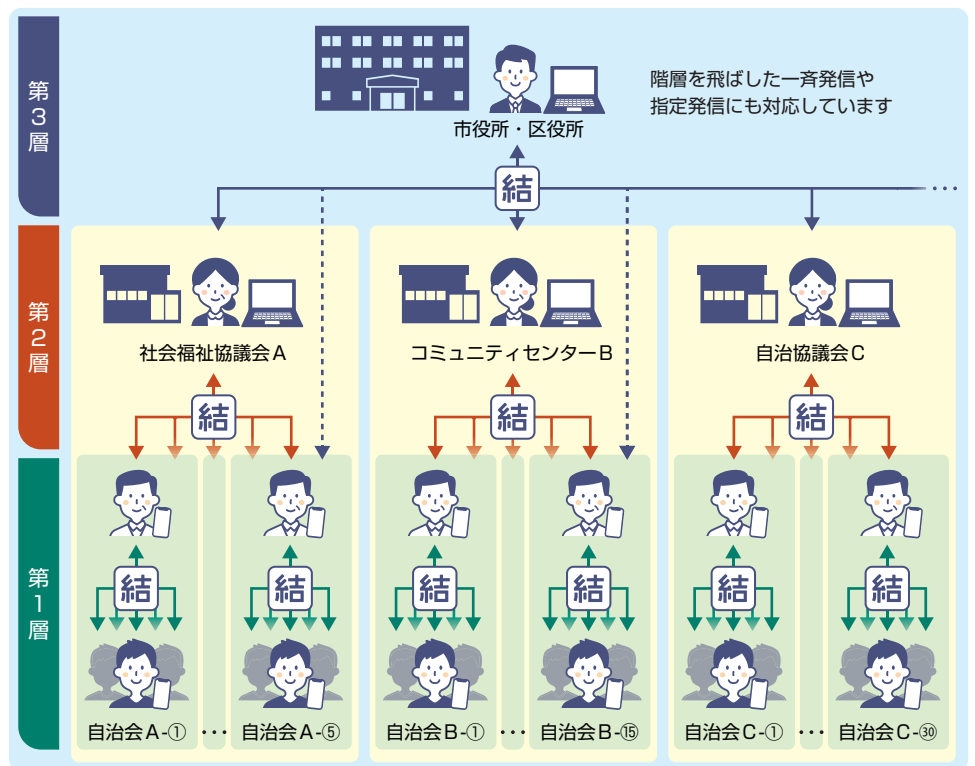 第3層
階層を飛ばした一斉発信や
指定発信にも対応しています
市役所・区役所
結
…
第2層
社会福祉協議会A
コミュニティセンターB
自治協議会C
結
結
結
第1層
結
結
結
結
結
結
自治会A-①
…
自治会A-⑤
自治会B-①
…
自治会B-⑮
自治会C-①
…
自治会C-㉚